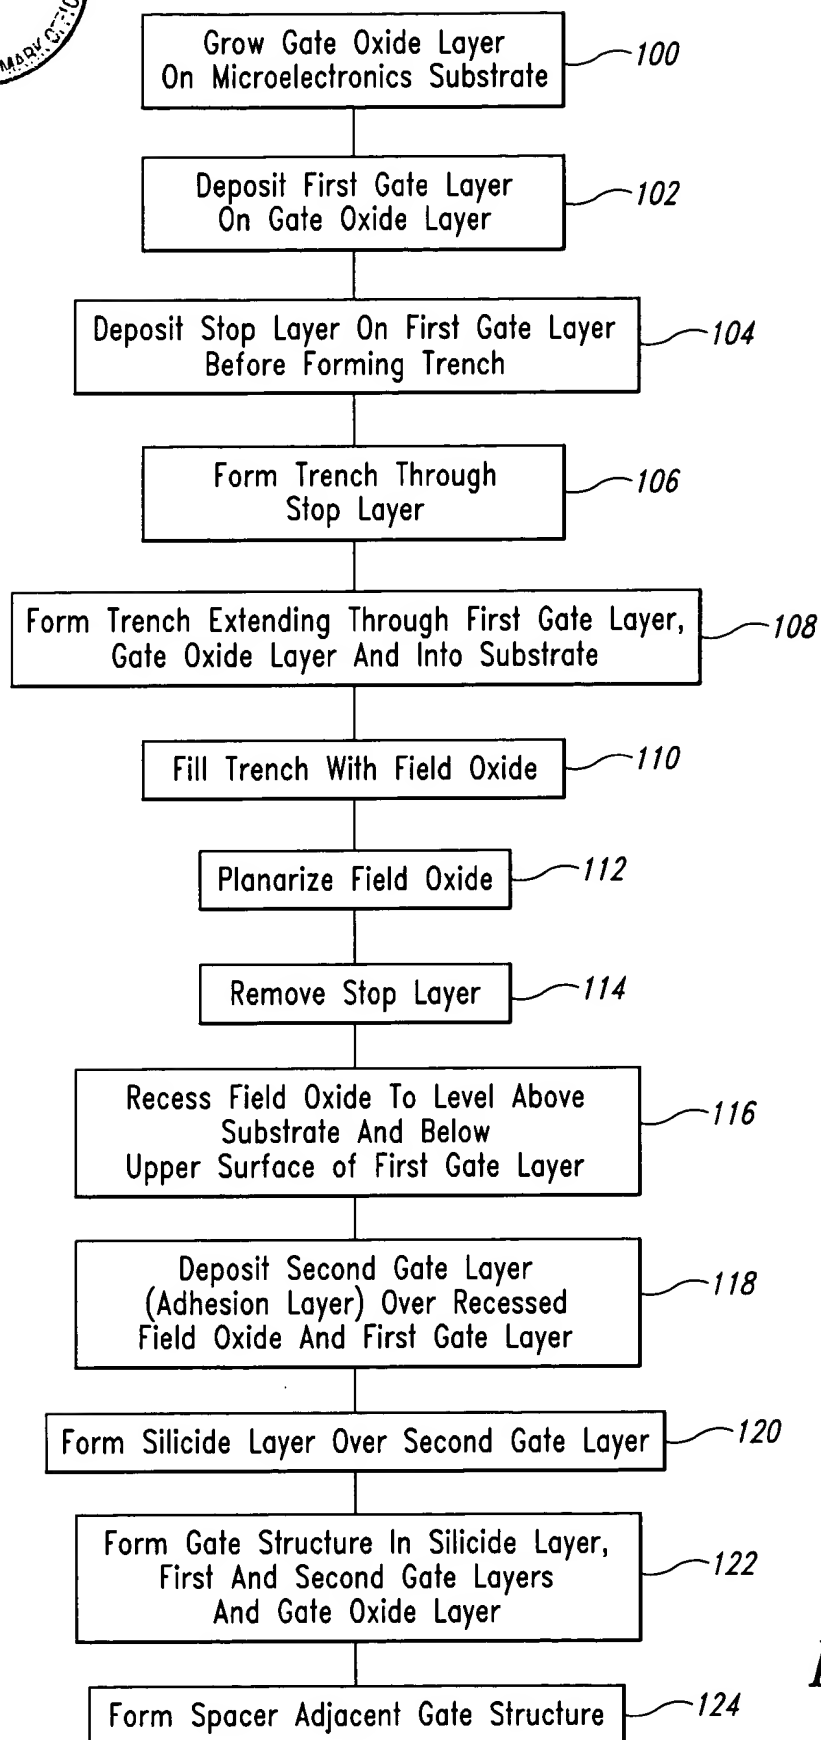 MARK OFFIC
Grow Gate Oxide Layer
On Microelectronics Substrate
100
Deposit First Gate Layer
On Gate Oxide Layer
102
Deposit Stop Layer On First Gate Layer
Before Forming Trench
104
Form Trench Through
Stop Layer
106
Form Trench Extending Through First Gate Layer,
Gate Oxide Layer And Into Substrate
108
Fill Trench With Field Oxide
110
Planarize Field Oxide
112
Remove Stop Layer
114
Recess Field Oxide To Level Above
Substrate And Below
Upper Surface of First Gate Layer
116
Deposit Second Gate Layer
(Adhesion Layer) Over Recessed
Field Oxide And First Gate Layer
118
Form Silicide Layer Over Second Gate Layer
120
Form Gate Structure In Silicide Layer,
First And Second Gate Layers
And Gate Oxide Layer
122
Form Spacer Adjacent Gate Structure
124